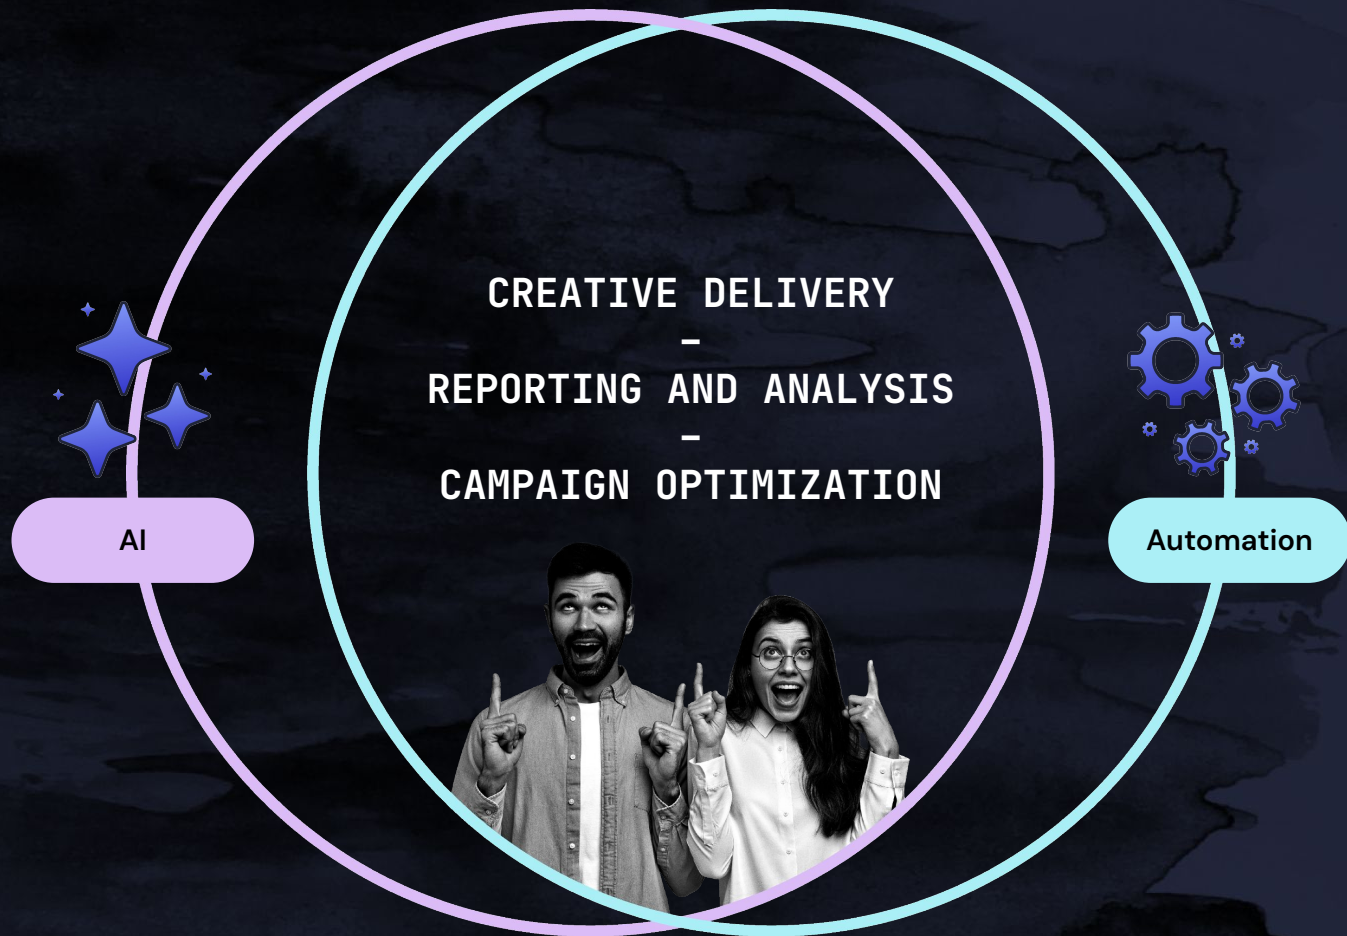 CREATIVE DELIVERY
–
REPORTING AND ANALYSIS
–
CAMPAIGN OPTIMIZATION
AI
Automation